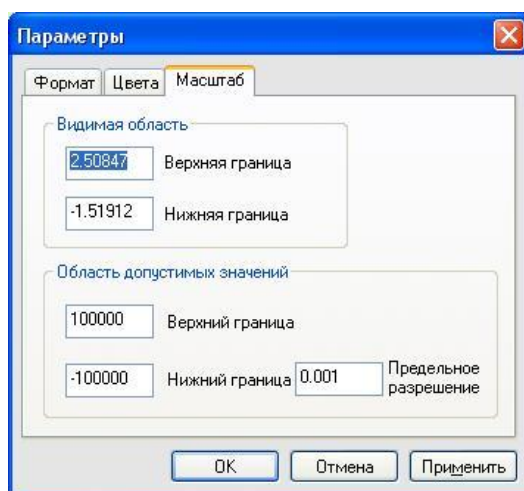 Параметры
Формат Цвета Масштаб
Видимая область
2.50847 Верхняя граница
-1.51912 Нижняя граница
Область допустимых значений
100000 Верхний граница
-100000 Нижний граница 0.001 Предельное
разрешение
OK Отмена Применить